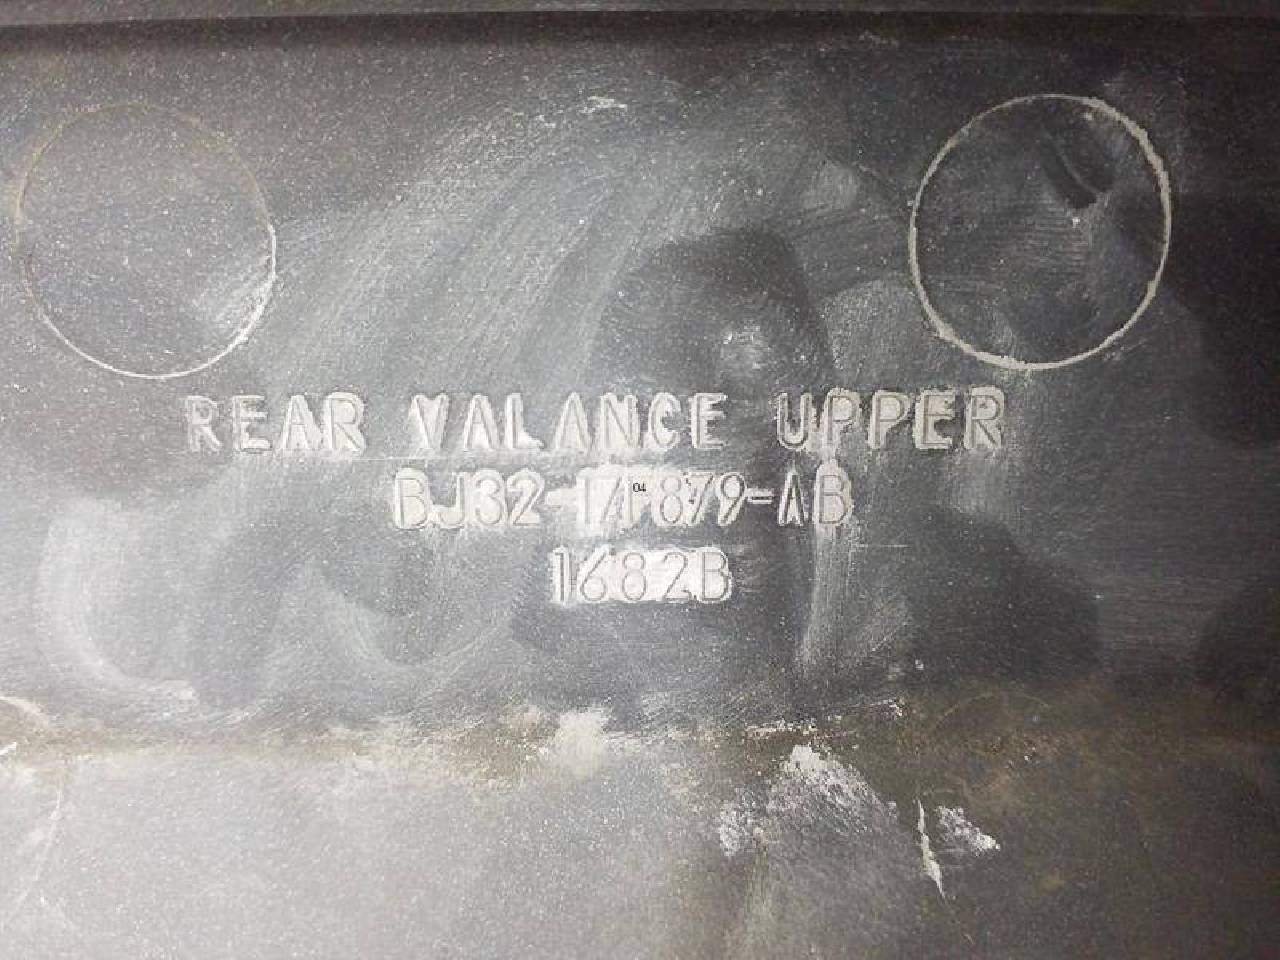 REAR VALANCE UPPER
BJ32-17F879-AB
1682B